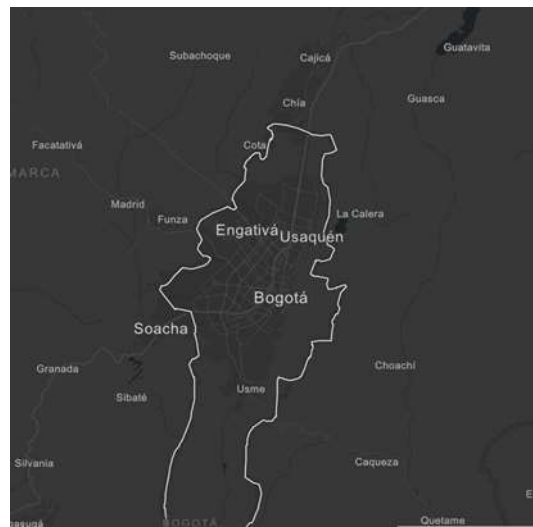 Guatavita
Subachoque
Cajicá
Guasca
Chía
Facatativá
Cota
MARCA
Madrid
Funza
La Calera
Engativá
Usaquén
Bogotá
Soacha
Granada
Choachí
Usme
Sibaté
Silvania
Caqueza
E
asugá
BOGOTÁ
Quetame